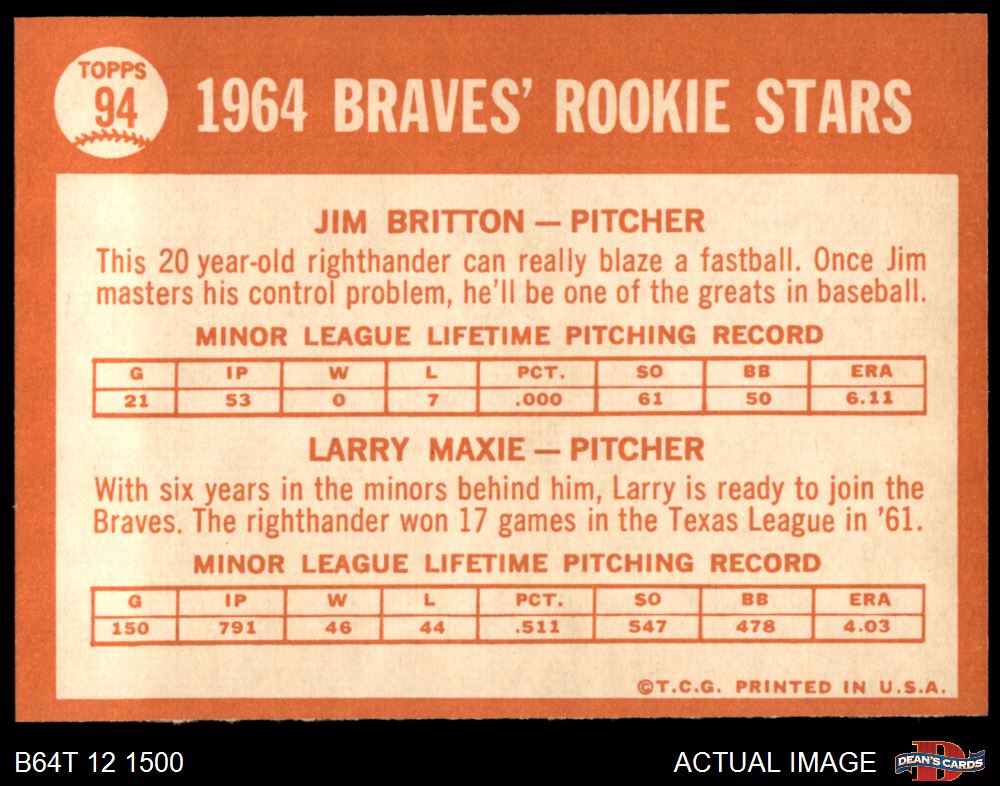 TOPPS
94
1964 BRAVES' ROOKIE STARS
JIM BRITTON — PITCHER
This 20 year-old righthander can really blaze a fastball. Once Jim
masters his control problem, he'll be one of the greats in baseball.
MINOR LEAGUE LIFETIME PITCHING RECORD
G IP W L PCT. SO BB ERA
21 53 0 7 .000 61 50 6.11
LARRY MAXIE — PITCHER
With six years in the minors behind him, Larry is ready to join the
Braves. The righthander won 17 games in the Texas League in '61.
MINOR LEAGUE LIFETIME PITCHING RECORD
G IP W L PCT. SO BB ERA
150 791 46 44 .511 547 478 4.03
©T.C.G. PRINTED IN U.S.A.
B64T 12 1500
ACTUAL IMAGE
D
DEAN'S CARDS